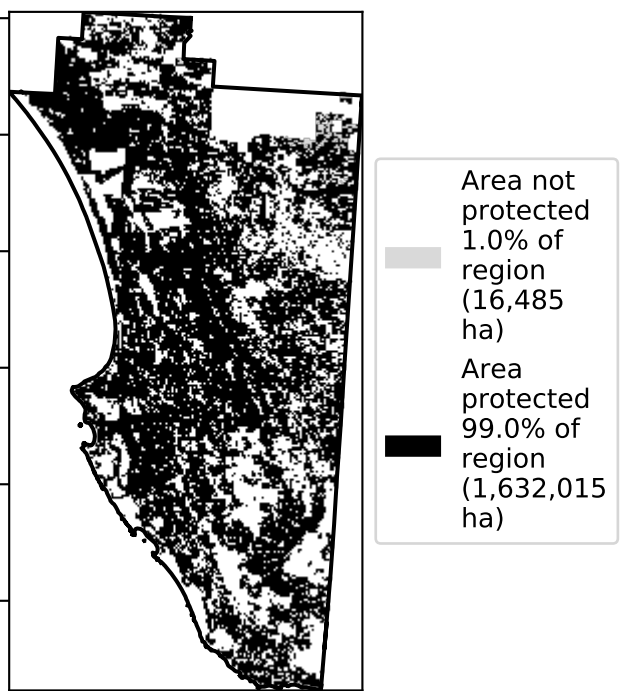 Area not
protected
1.0% of
region
(16,485
ha)
Area
protected
99.0% of
region
(1,632,015
ha)